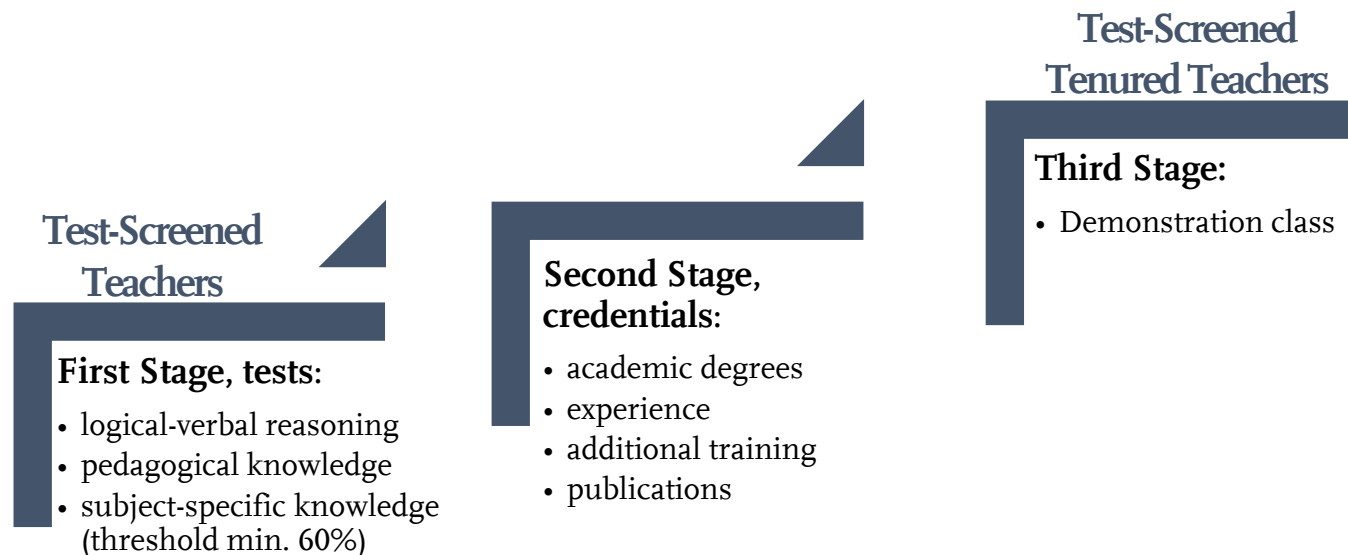 Test-Screened
Teachers
First Stage, tests:
• logical-verbal reasoning
• pedagogical knowledge
• subject-specific knowledge
(threshold min. 60%)
Second Stage,
credentials:
• academic degrees
• experience
• additional training
• publications
Test-Screened
Tenured Teachers
Third Stage:
• Demonstration class